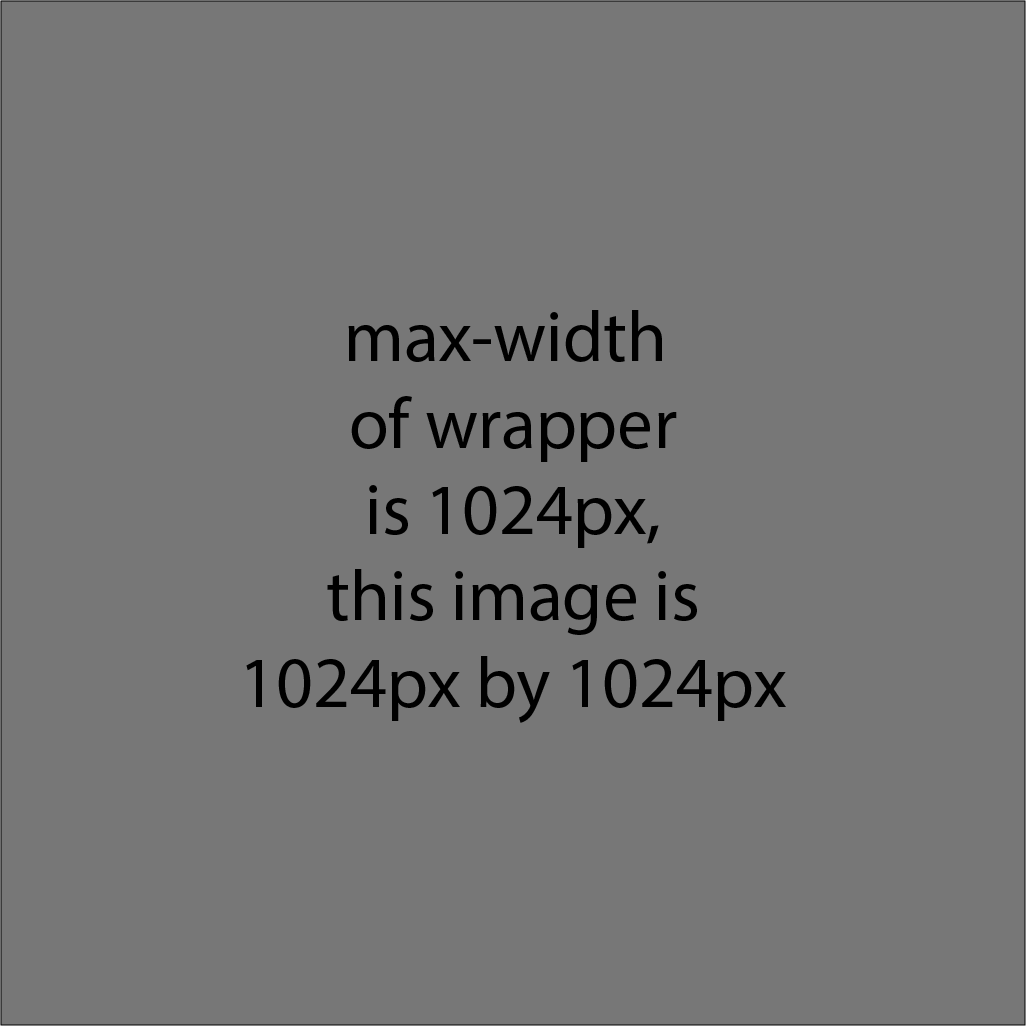 max-width
of wrapper
is 1024px,
this image is
1024px by 1024px